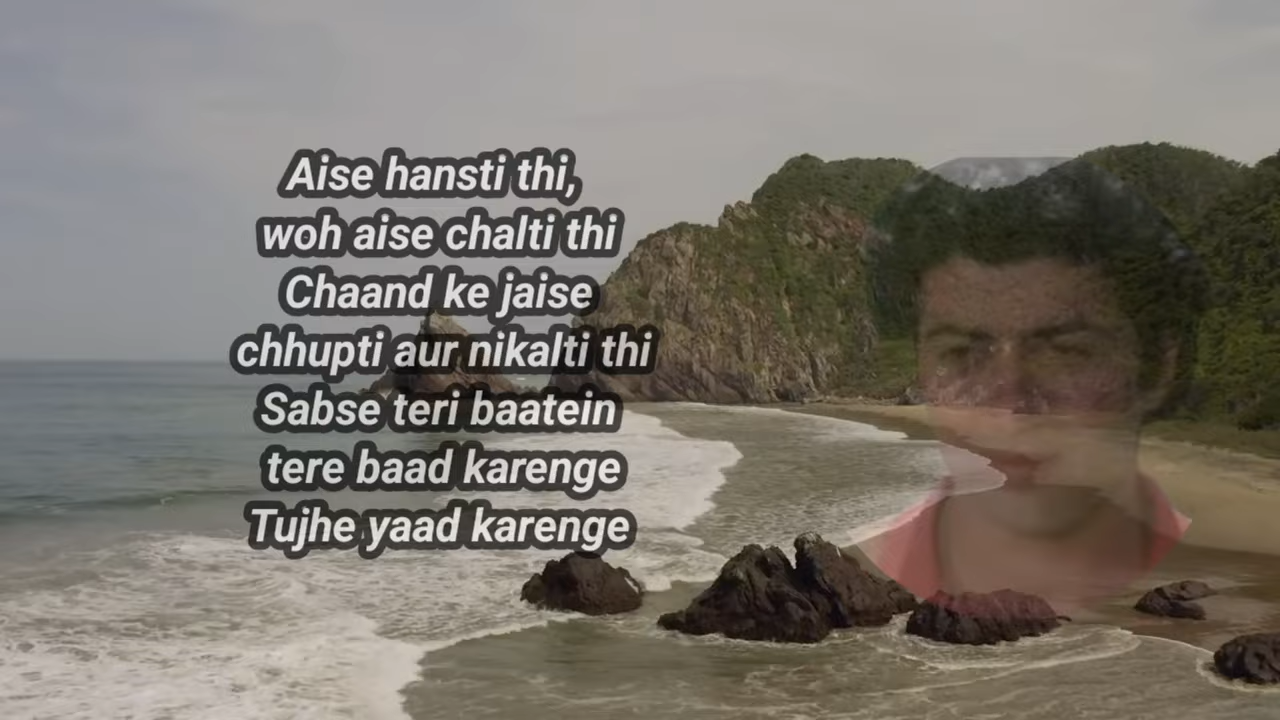 Aise hansti thi,
woh aise chalti thi
Chaand ke jaise
chhupti aur nikalti thi
Sabse teri baatein
tere baad karenge
Tujhe yaad karenge